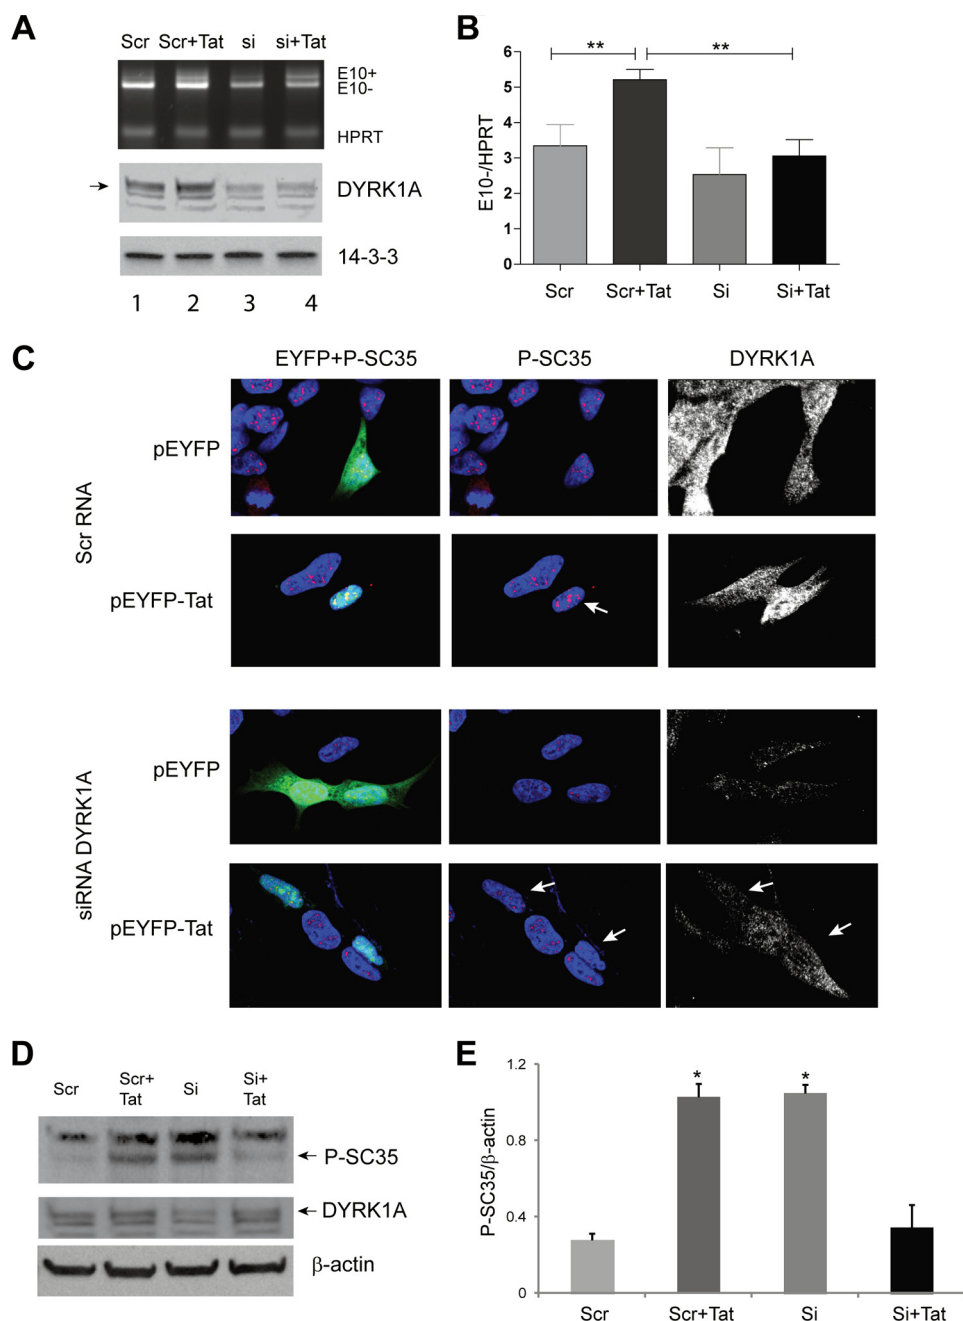 A
Scr Scr+Tat si si+Tat
E10+
E10-
HPRT
DYRK1A
14-3-3
1 2 3 4
B
** **
6
5
4
3
2
1
0
E10-/HPRT
Scr Scr+Tat Si Si+Tat
C
EYFP+P-SC35 P-SC35 DYRK1A
Scr RNA
pEYFP
pEYFP-Tat
siRNA DYRK1A
pEYFP
pEYFP-Tat
D
Scr Scr+ Si Si+
Tat Tat
P-SC35
DYRK1A
β-actin
E
1.2
0.8
0.4
0
P-SC35/β-actin
* *
Scr Scr+Tat Si Si+Tat